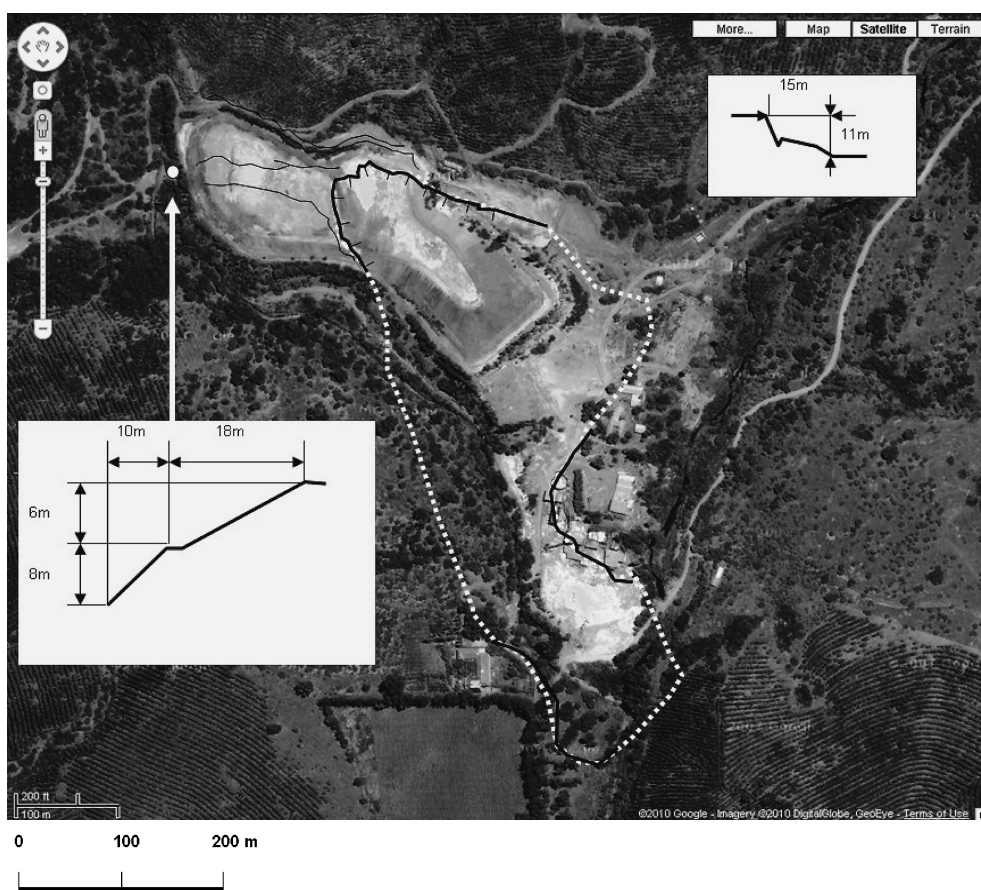 More... Map Satellite Terrain
15m
11m
10m 18m
6m
8m
200 ft
100 m
©2010 Google - Imagery ©2010 DigitalGlobe, GeoEye - Terms of Use
0 100 200 m